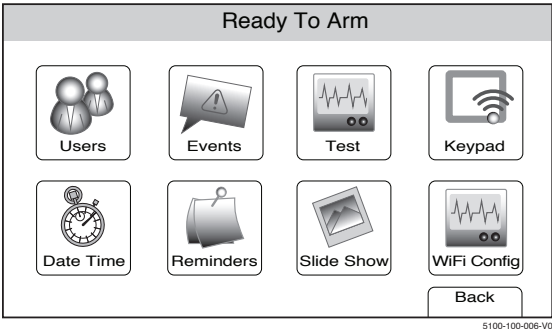 Ready To Arm
Users Events Test Keypad
Date Time Reminders Slide Show WiFi Config
Back
5100-100-006-V0